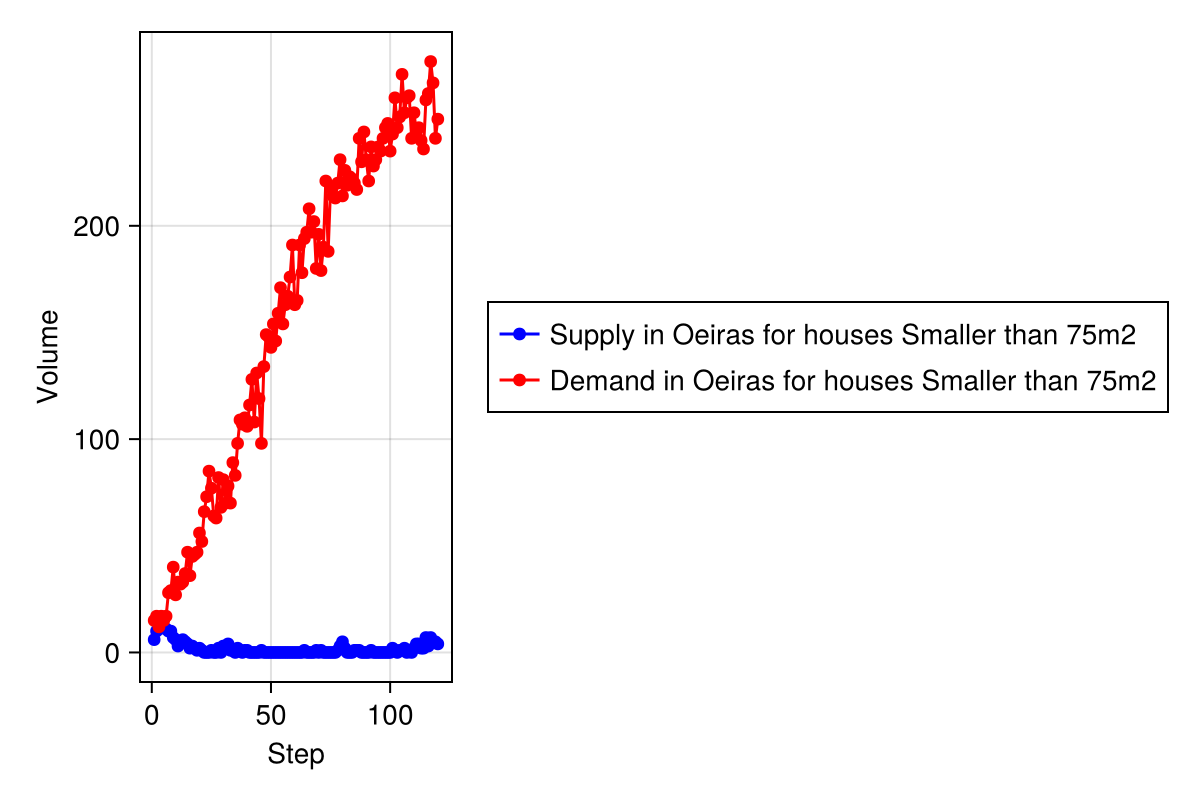 200
100
0
Volume
0 50 100
Step
Supply in Oeiras for houses Smaller than 75m2
Demand in Oeiras for houses Smaller than 75m2